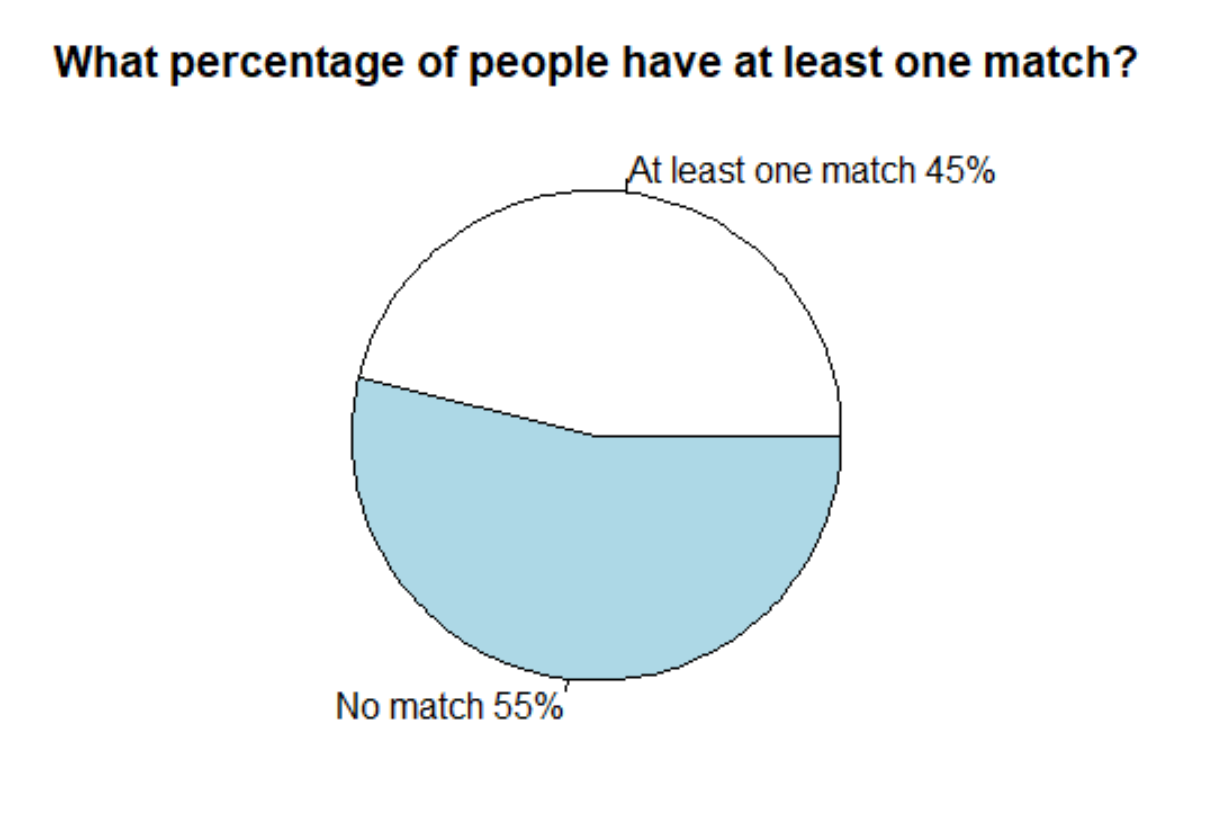 What percentage of people have at least one match?
At least one match 45%
No match 55%